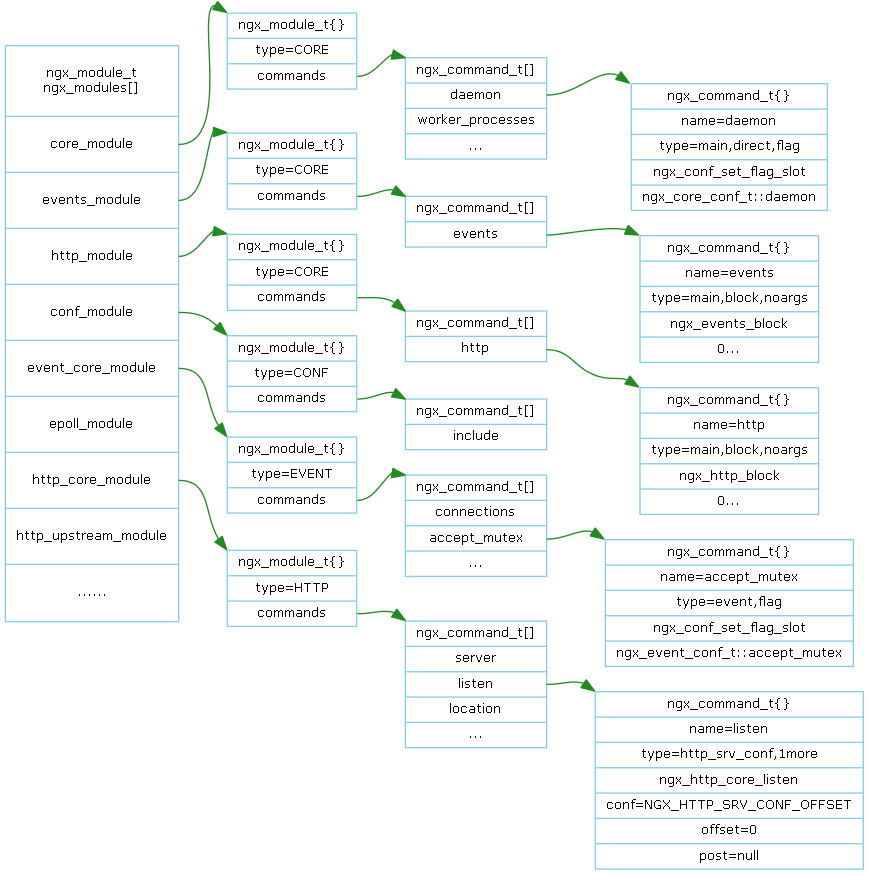 ngx_module_t
ngx_modules[]
core_module
events_module
http_module
conf_module
event_core_module
epoll_module
http_core_module
http_upstream_module
......
ngx_module_t{}
type=CORE
commands
ngx_module_t{}
type=CORE
commands
ngx_module_t{}
type=CORE
commands
ngx_module_t{}
type=CONF
commands
ngx_module_t{}
type=EVENT
commands
ngx_module_t{}
type=HTTP
commands
ngx_command_t[]
daemon
worker_processes
...
ngx_command_t[]
events
ngx_command_t[]
http
ngx_command_t[]
include
ngx_command_t[]
connections
accept_mutex
...
ngx_command_t[]
server
listen
location
...
ngx_command_t{}
name=daemon
type=main,direct,flag
ngx_conf_set_flag_slot
ngx_core_conf_t::daemon
ngx_command_t{}
name=events
type=main,block,noargs
ngx_events_block
0...
ngx_command_t{}
name=http
type=main,block,noargs
ngx_http_block
0...
ngx_command_t{}
name=accept_mutex
type=event,flag
ngx_conf_set_flag_slot
ngx_event_conf_t::accept_mutex
ngx_command_t{}
name=listen
type=http_srv_conf,1more
ngx_http_core_listen
conf=NGX_HTTP_SRV_CONF_OFFSET
offset=0
post=null